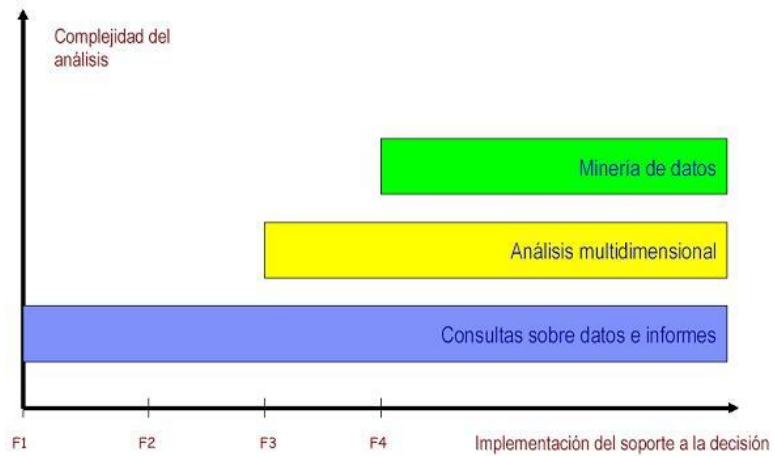 Complejidad del
análisis
Minería de datos
Análisis multidimensional
Consultas sobre datos e informes
F1 F2 F3 F4 Implementación del soporte a la decisión